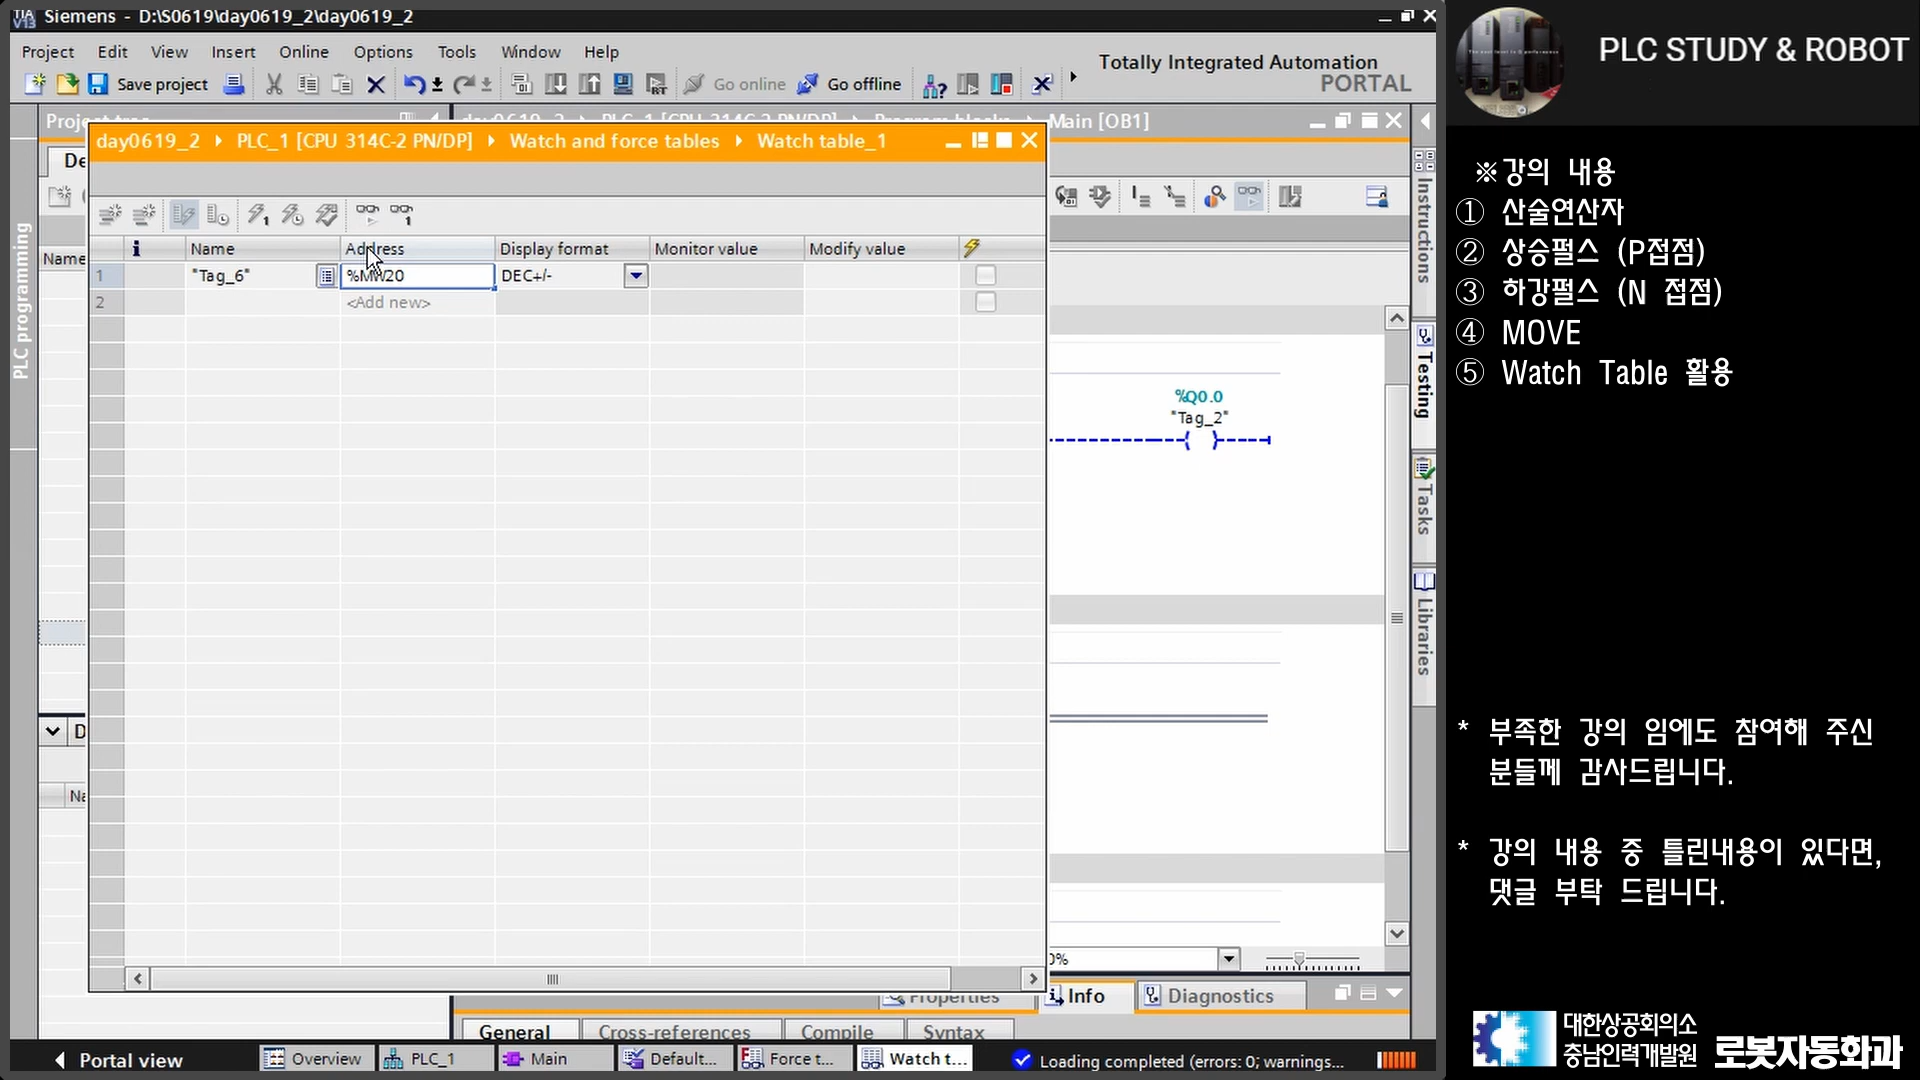 Siemens - D:\S0619\day0619_2\day0619_2
Project Edit View Insert Online Options Tools Window Help
Totally Integrated Automation
PORTAL
Save project Go online Go offline
day0619_2 PLC_1 [CPU 314C-2 PN/DP] Watch and force tables Watch table_1
Main [OB1]
i Name Address Display format Monitor value Modify value
1 "Tag_6" %MW20 DEC+/-
2 <Add new>
Name
PLC programming
%Q0.0
"Tag_2"
Instructions
Testing
Tasks
Libraries
Properties Info Diagnostics
General Cross-references Compile Syntax
Portal view Overview PLC_1 Main Default... Force t... Watch t... Loading completed (errors: 0; warnings...
PLC STUDY & ROBOT
※강의 내용
① 산술연산자
② 상승펄스 (P접점)
③ 하강펄스 (N 접점)
④ MOVE
⑤ Watch Table 활용
* 부족한 강의 임에도 참여해 주신
분들께 감사드립니다.
* 강의 내용 중 틀린내용이 있다면,
댓글 부탁 드립니다.
대한상공회의소
충남인력개발원 로봇자동화과